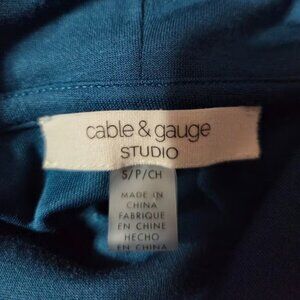 cable & gauge
STUDIO
S/P/CH
MADE IN
CHINA
FABRIQUE
EN CHINE
HECHO
EN CHINA